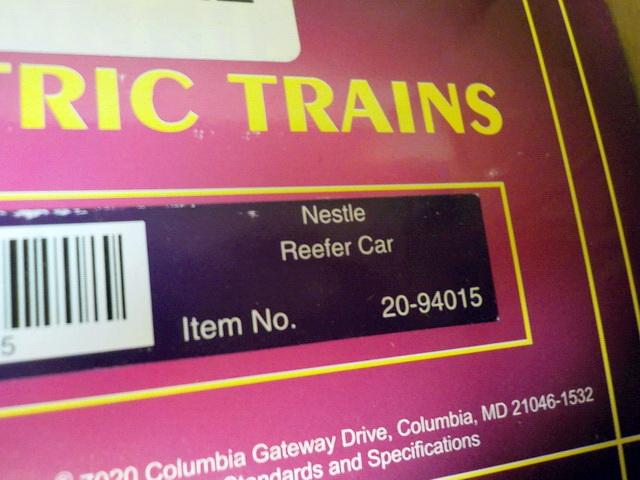 TRIC TRAINS
Nestle
Reefer Car
Item No. 20-94015
5
© 7020 Columbia Gateway Drive, Columbia, MD 21046-1532
Standards and Specifications